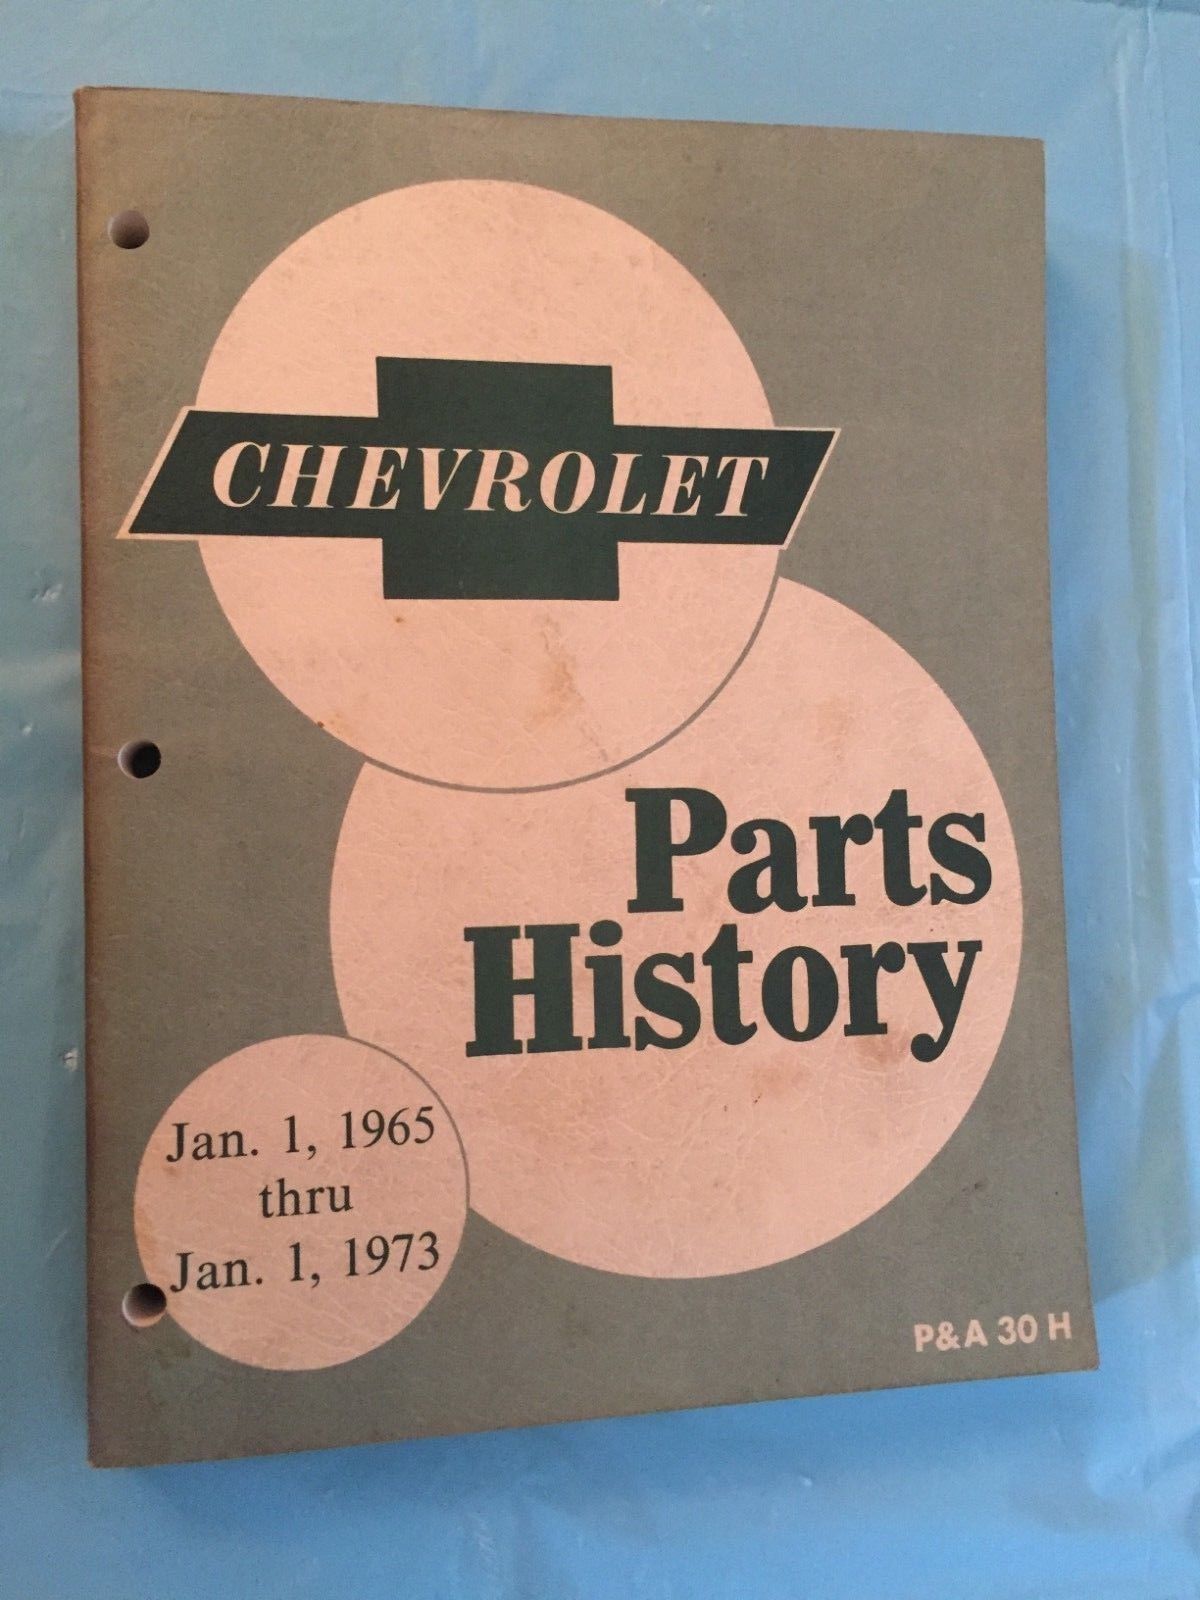 CHEVROLET
Parts
History
Jan. 1, 1965
thru
Jan. 1, 1973
P&A 30 H